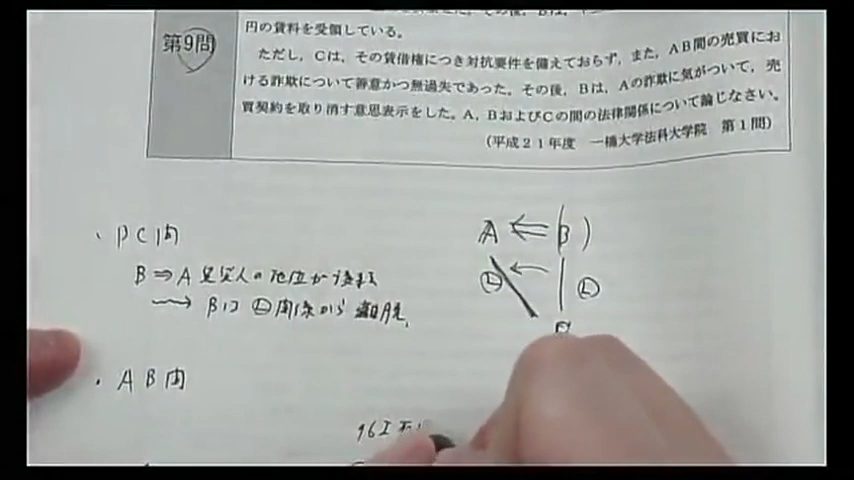 第9問
円の賃料を受領している。
ただし，Cは，その賃借権につき対抗要件を備えておらず，また，AB間の売買にお
ける詐欺について善意かつ無過失であった。その後，Bは，Aの詐欺に気がついて，売
買契約を取り消す意思表示をした。A，BおよびCの間の法律関係について論じなさい。
（平成21年度 一橋大学法科大学院 第1問）
・BC間
B⇒A 賃貸人の地位が移転
BはⓁ関係から離脱。
A B
Ⓛ Ⓛ
・AB間
96Ⅰ